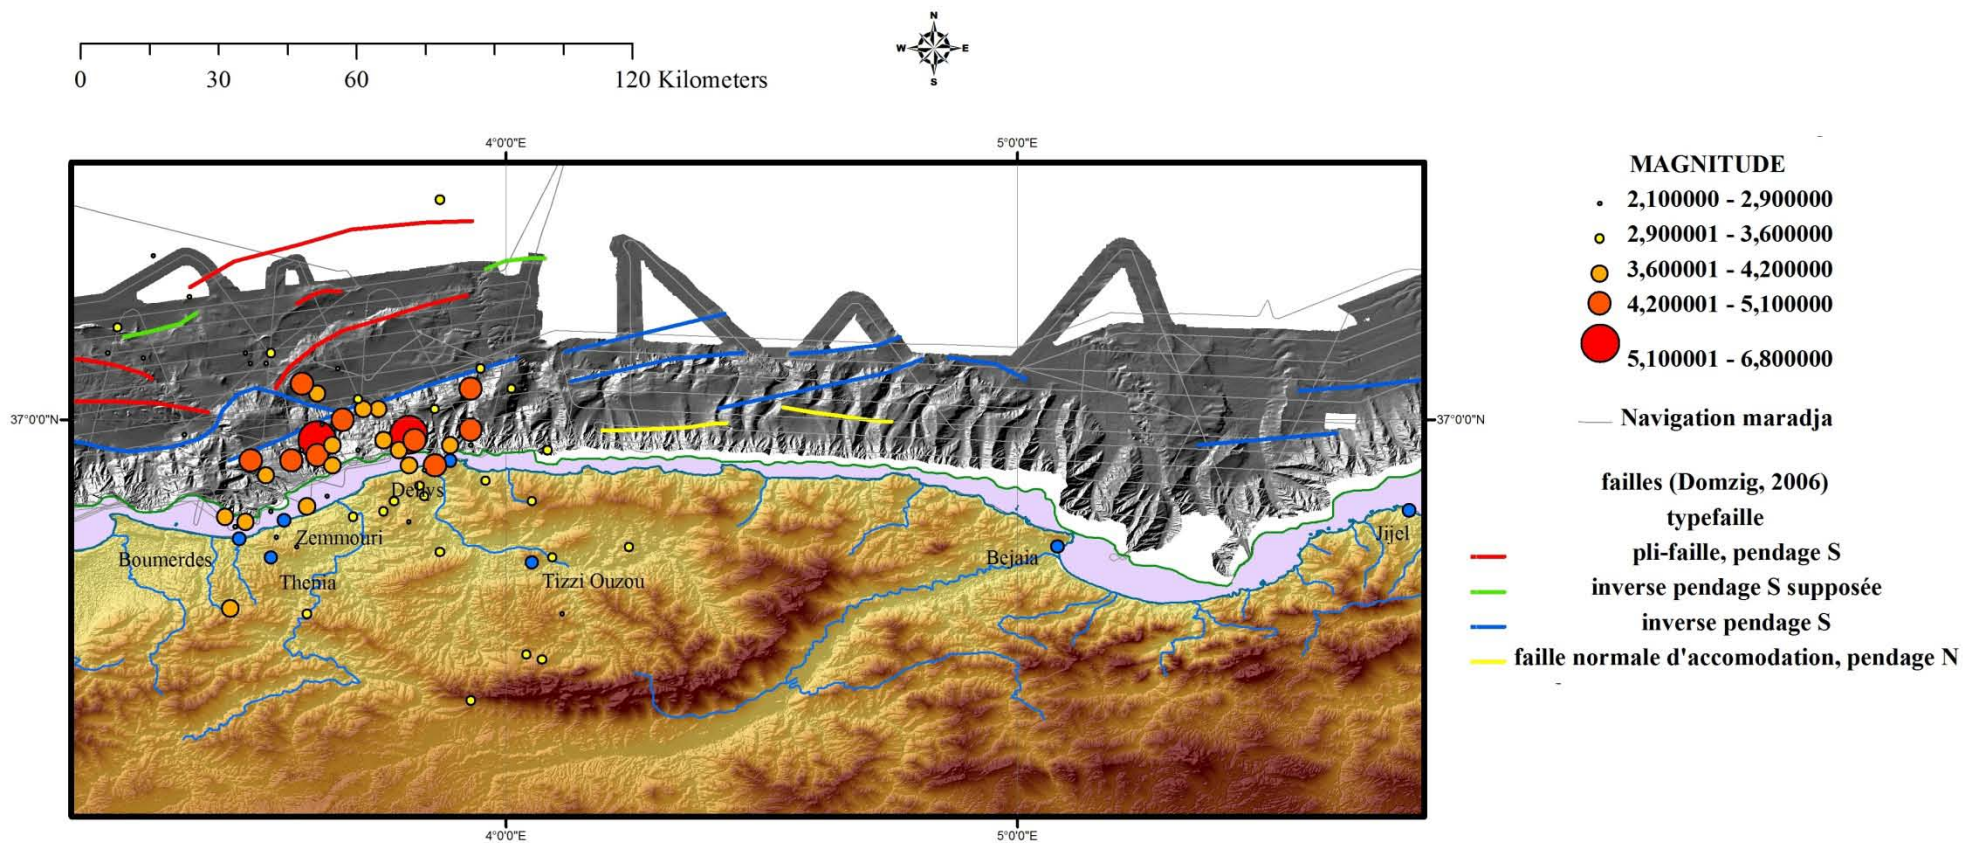 N
W E
S
0 30 60 120 Kilometers
4°0'0"E 5°0'0"E
37°0'0"N 37°0'0"N
Dellys
Zemmouri
Boumerdes
Thenia
Tizzi Ouzou
Bejaia
Jijel
4°0'0"E 5°0'0"E
MAGNITUDE
2,100000 - 2,900000
2,900001 - 3,600000
3,600001 - 4,200000
4,200001 - 5,100000
5,100001 - 6,800000
Navigation maradja
failles (Domzig, 2006)
typefaille
pli-faille, pendage S
inverse pendage S supposée
inverse pendage S
faille normale d'accomodation, pendage N